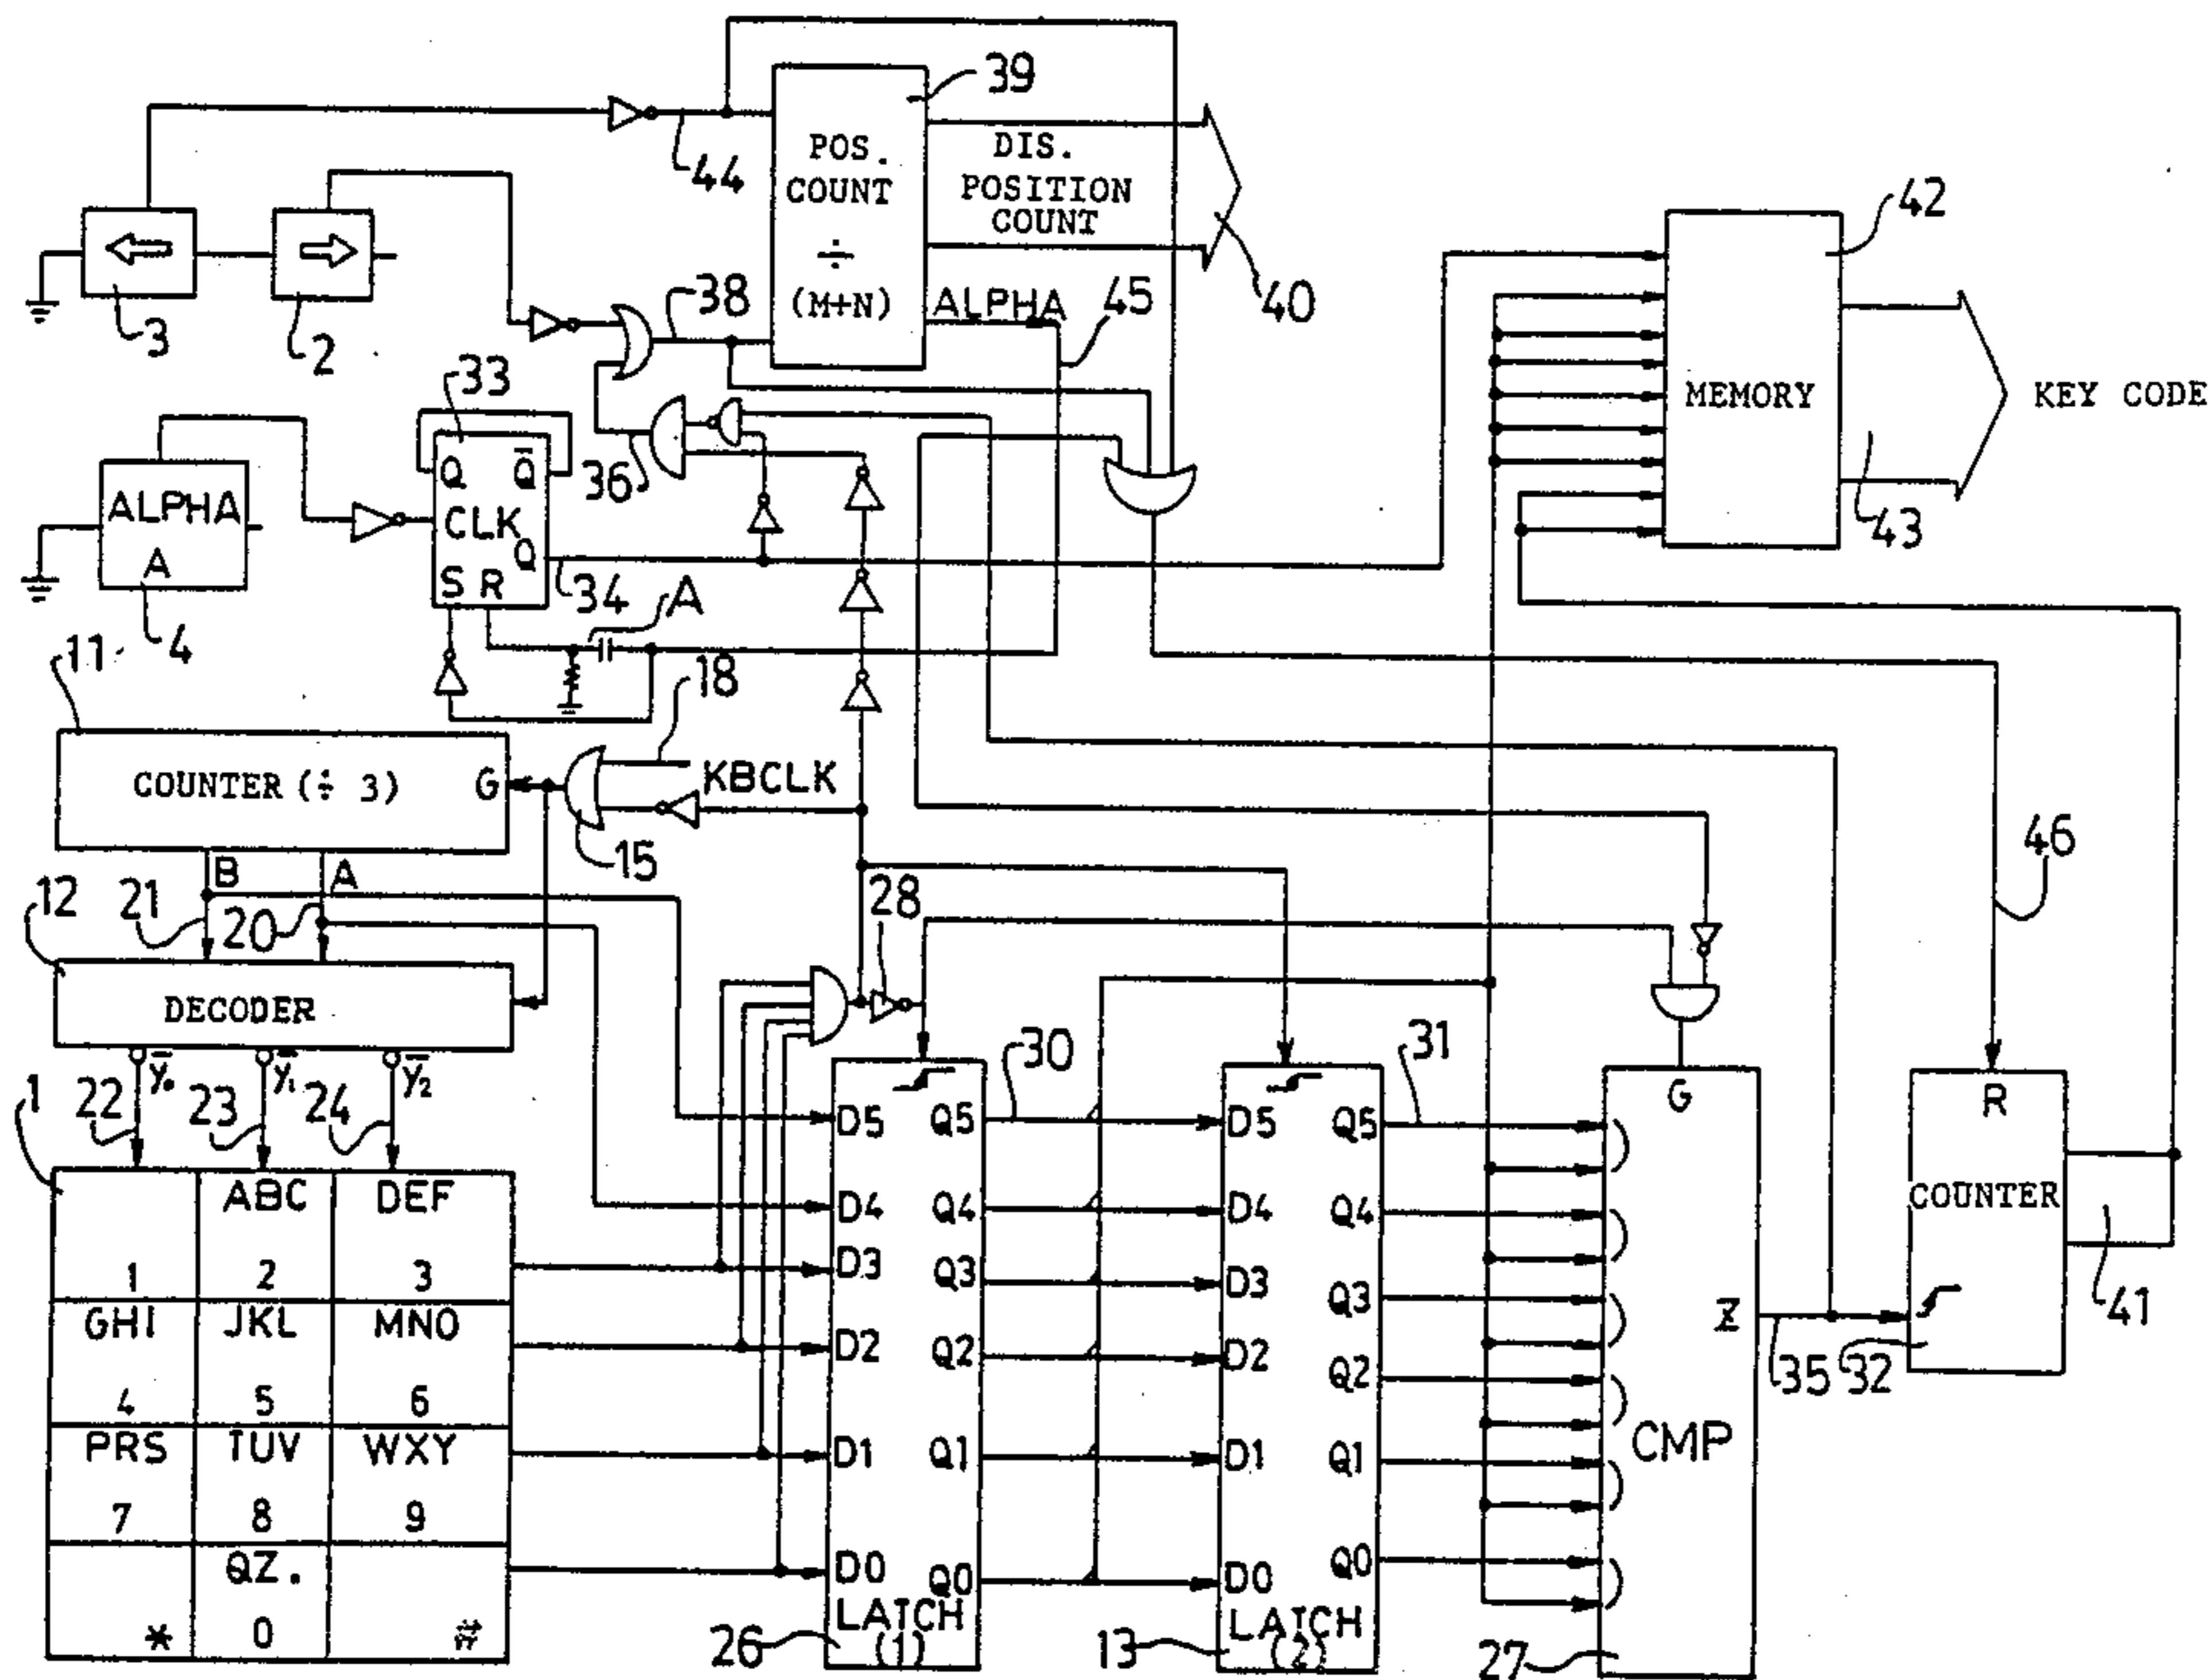 39
POS.
COUNT
÷
(M+N)
DIS.
POSITION
COUNT
44
40
42
3
2
38
ALPHA
45
MEMORY
KEY CODE
43
33
Q
Q̅
CLK
Q
S R
34
36
ALPHA
A
4
A
11
18
COUNTER (÷ 3)
G
KBCLK
15
B
A
21
20
12
DECODER
28
46
y̅₀
y̅₁
y̅₂
22
23
24
1
ABC
DEF
1
2
3
GHI
JKL
MNO
4
5
6
PRS
TUV
WXY
7
8
9
QZ.
*
0
#
30
D5
Q5
D4
Q4
D3
Q3
D2
Q2
D1
Q1
D0
Q0
LATCH
(1)
26
31
D5
Q5
D4
Q4
D3
Q3
D2
Q2
D1
Q1
D0
Q0
LATCH
(2)
13
G
Z
CMP
27
35
32
R
COUNTER
41